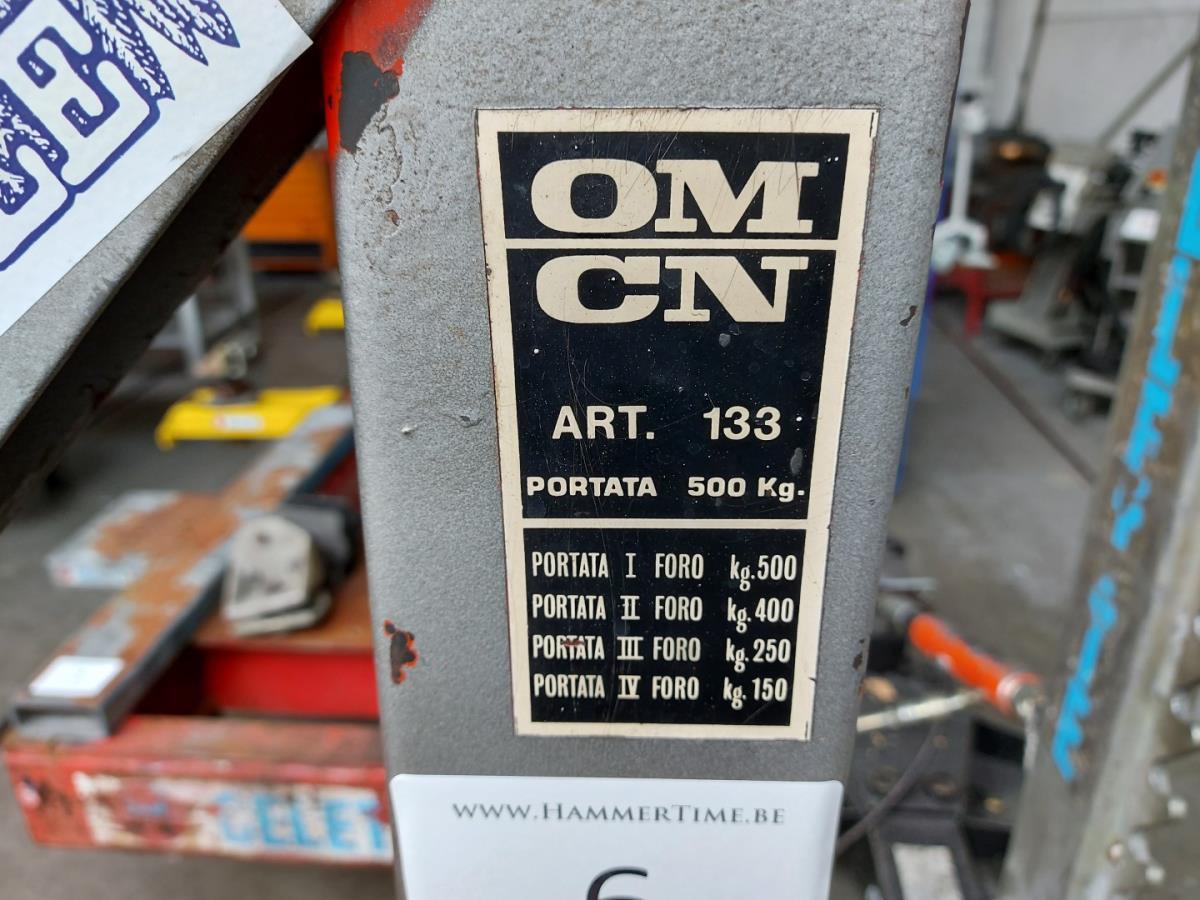 OM
CN
ART. 133
PORTATA 500 Kg.
PORTATA I FORO kg.500
PORTATA II FORO kg.400
PORTATA III FORO kg.250
PORTATA IV FORO kg.150
WWW.HAMMERTIME.BE
6
CELET